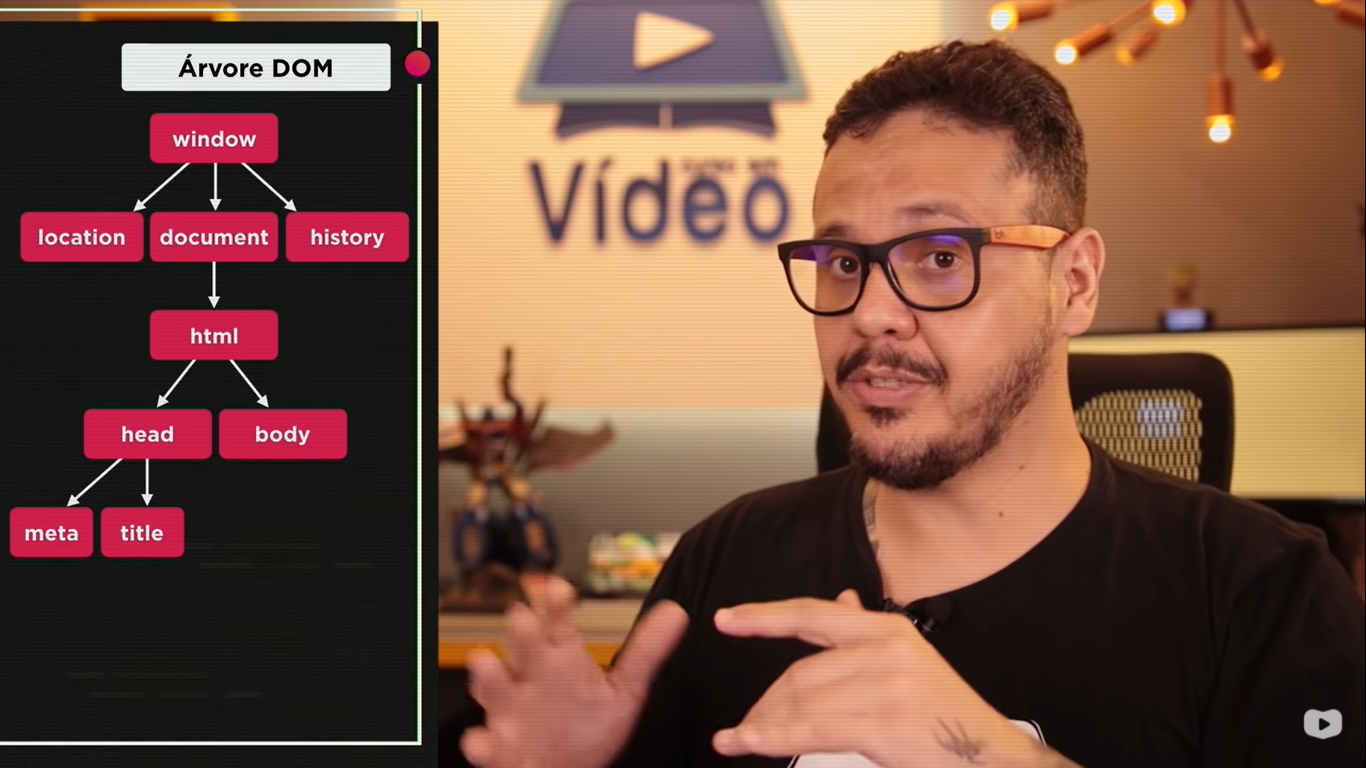 Árvore DOM
window
location
document
history
html
head
body
meta
title
Vídeo